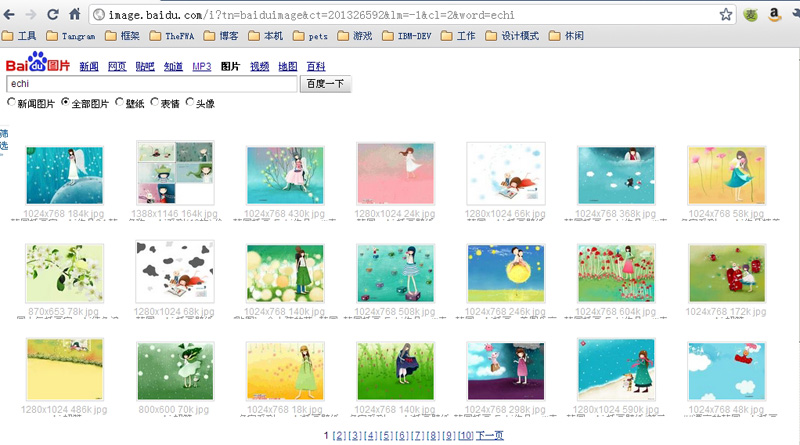 image.baidu.com/i?tn=baiduimage&ct=201326592&lm=-1&cl=2&word=echi
工具 Tangram 框架 TheFWA 博客 本机 pets 游戏 IBM-DEV 工作 设计模式 休闲
Bai du 图片 新闻 网页 贴吧 知道 MP3 图片 视频 地图 百科
echi 百度一下
新闻图片 全部图片 壁纸 表情 头像
筛
选
1024x768 184k jpg 1388x1146 164k jpg 1024x768 430k jpg 1280x1024 24k jpg 1280x1024 66k jpg 1024x768 368k jpg 1024x768 58k jpg
870x653 78k jpg 1280x1024 68k jpg 1024x768 140k jpg 1024x768 508k jpg 1024x768 246k jpg 1024x768 604k jpg 1024x768 172k jpg
1280x1024 486k jpg 800x600 70k jpg 1024x768 18k jpg 1024x768 140k jpg 1024x768 298k jpg 1280x1024 590k jpg 1024x768 48k jpg
1 [2] [3] [4] [5] [6] [7] [8] [9] [10] 下一页